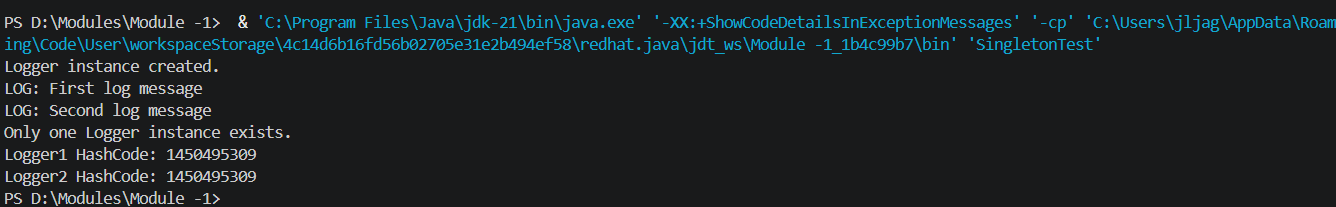 PS D:\Modules\Module -1>  & 'C:\Program Files\Java\jdk-21\bin\java.exe' '-XX:+ShowCodeDetailsInExceptionMessages' '-cp' 'C:\Users\jljag\AppData\Roam
ing\Code\User\workspaceStorage\4c14d6b16fd56b02705e31e2b494ef58\redhat.java\jdt_ws\Module -1_1b4c99b7\bin' 'SingletonTest'
Logger instance created.
LOG: First log message
LOG: Second log message
Only one Logger instance exists.
Logger1 HashCode: 1450495309
Logger2 HashCode: 1450495309
PS D:\Modules\Module -1>